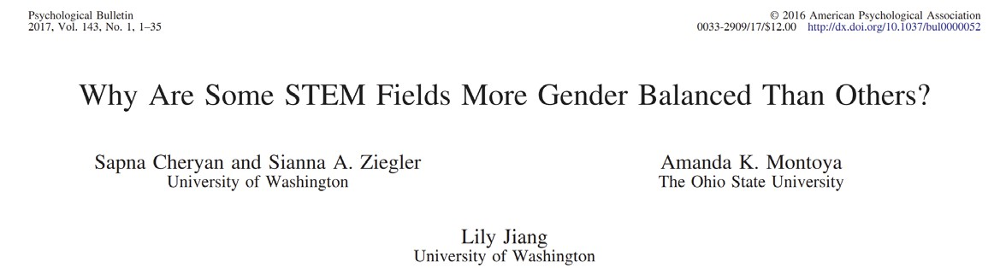 Psychological Bulletin
2017, Vol. 143, No. 1, 1–35
© 2016 American Psychological Association
0033-2909/17/$12.00 http://dx.doi.org/10.1037/bul0000052
Why Are Some STEM Fields More Gender Balanced Than Others?
Sapna Cheryan and Sianna A. Ziegler
University of Washington
Amanda K. Montoya
The Ohio State University
Lily Jiang
University of Washington